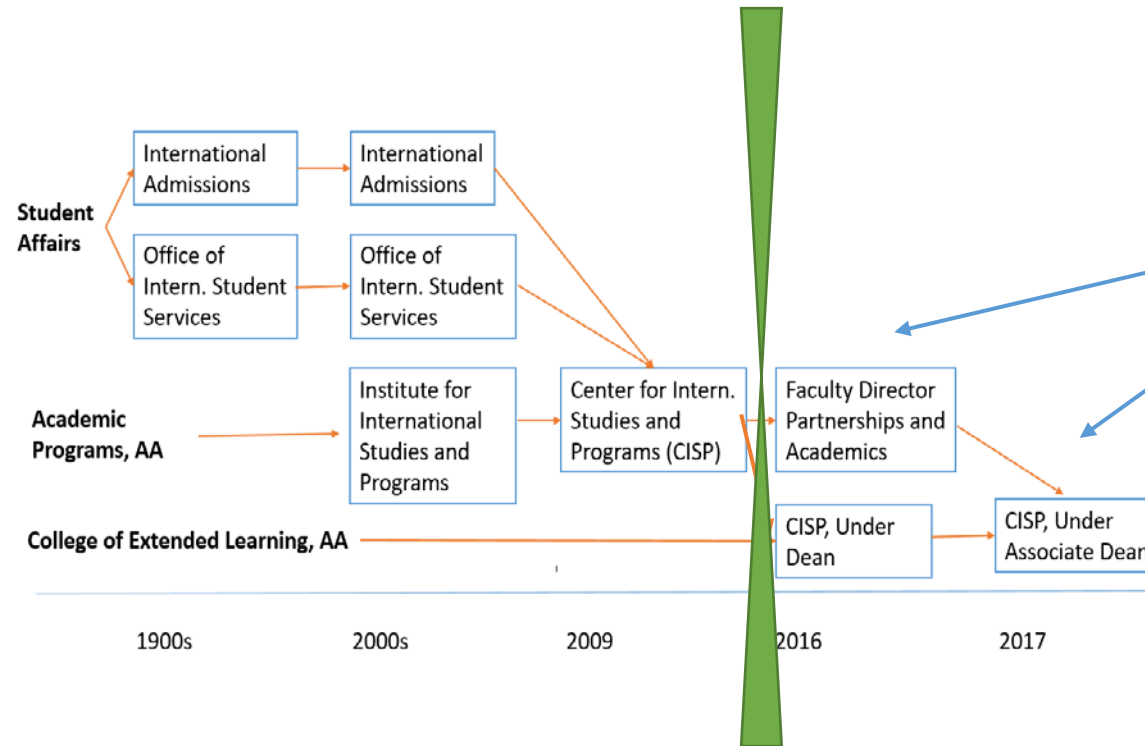 International
Admissions
International
Admissions
Student
Affairs
Office of
Intern. Student
Services
Office of
Intern. Student
Services
Institute for
International
Studies and
Programs
Center for Intern.
Studies and
Programs (CISP)
Faculty Director
Partnerships and
Academics
Academic
Programs, AA
College of Extended Learning, AA
CISP, Under
Dean
CISP, Under
Associate Dean
1900s
2000s
2009
2016
2017